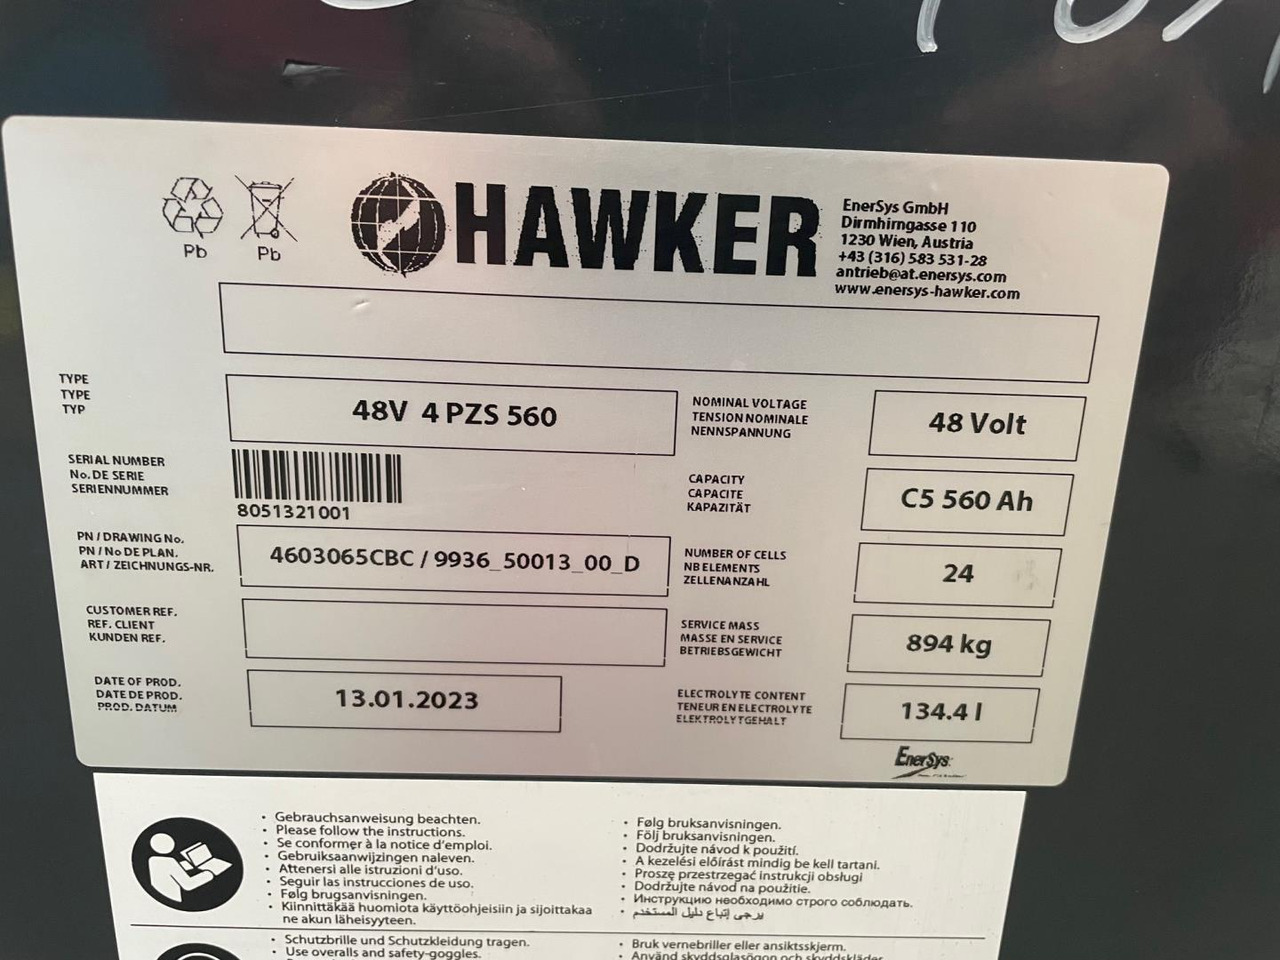 Pb
Pb
HAWKER
EnerSys GmbH
Dirmhirngasse 110
1230 Wien, Austria
+43 (316) 583 531-28
antrieb@at.enersys.com
www.enersys-hawker.com
TYPE
TYPE
TYP
48V 4 PZS 560
NOMINAL VOLTAGE
TENSION NOMINALE
NENNSPANNUNG
48 Volt
SERIAL NUMBER
No. DE SERIE
SERIENNUMMER
8051321001
CAPACITY
CAPACITE
KAPAZITÄT
C5 560 Ah
PN / DRAWING No.
PN / No DE PLAN.
ART / ZEICHNUNGS-NR.
4603065CBC / 9936_50013_00_D
NUMBER OF CELLS
NB ELEMENTS
ZELLENANZAHL
24
CUSTOMER REF.
REF. CLIENT
KUNDEN REF.
SERVICE MASS
MASSE EN SERVICE
BETRIEBSGEWICHT
894 kg
DATE OF PROD.
DATE DE PROD.
PROD. DATUM
13.01.2023
ELECTROLYTE CONTENT
TENEUR EN ELECTROLYTE
ELEKTROLYTGEHALT
134.4 l
EnerSys
• Gebrauchsanweisung beachten.
• Please follow the instructions.
• Se conformer à la notice d'emploi.
• Gebruiksaanwijzingen naleven.
• Attenersi alle istruzioni d'uso.
• Seguir las instrucciones de uso.
• Følg brugsanvisningen.
• Kiinnittäkää huomiota käyttöohjeisiin ja sijoittakaa
ne akun läheisyyteen.
• Følg bruksanvisningen.
• Följ bruksanvisningen.
• Dodržujte návod k použití.
• A kezelési előírást mindig be kell tartani.
• Proszę przestrzegać instrukcji obsługi
• Dodržujte návod na použitie.
• Инструкцию необходимо строго соблюдать.
• يرجى إتباع دليل المستخدم
• Schutzbrille und Schutzkleidung tragen.
• Use overalls and safety-goggles.
• Bruk vernebriller eller ansiktsskjerm.
• Använd skyddsglasögon och skyddskläder